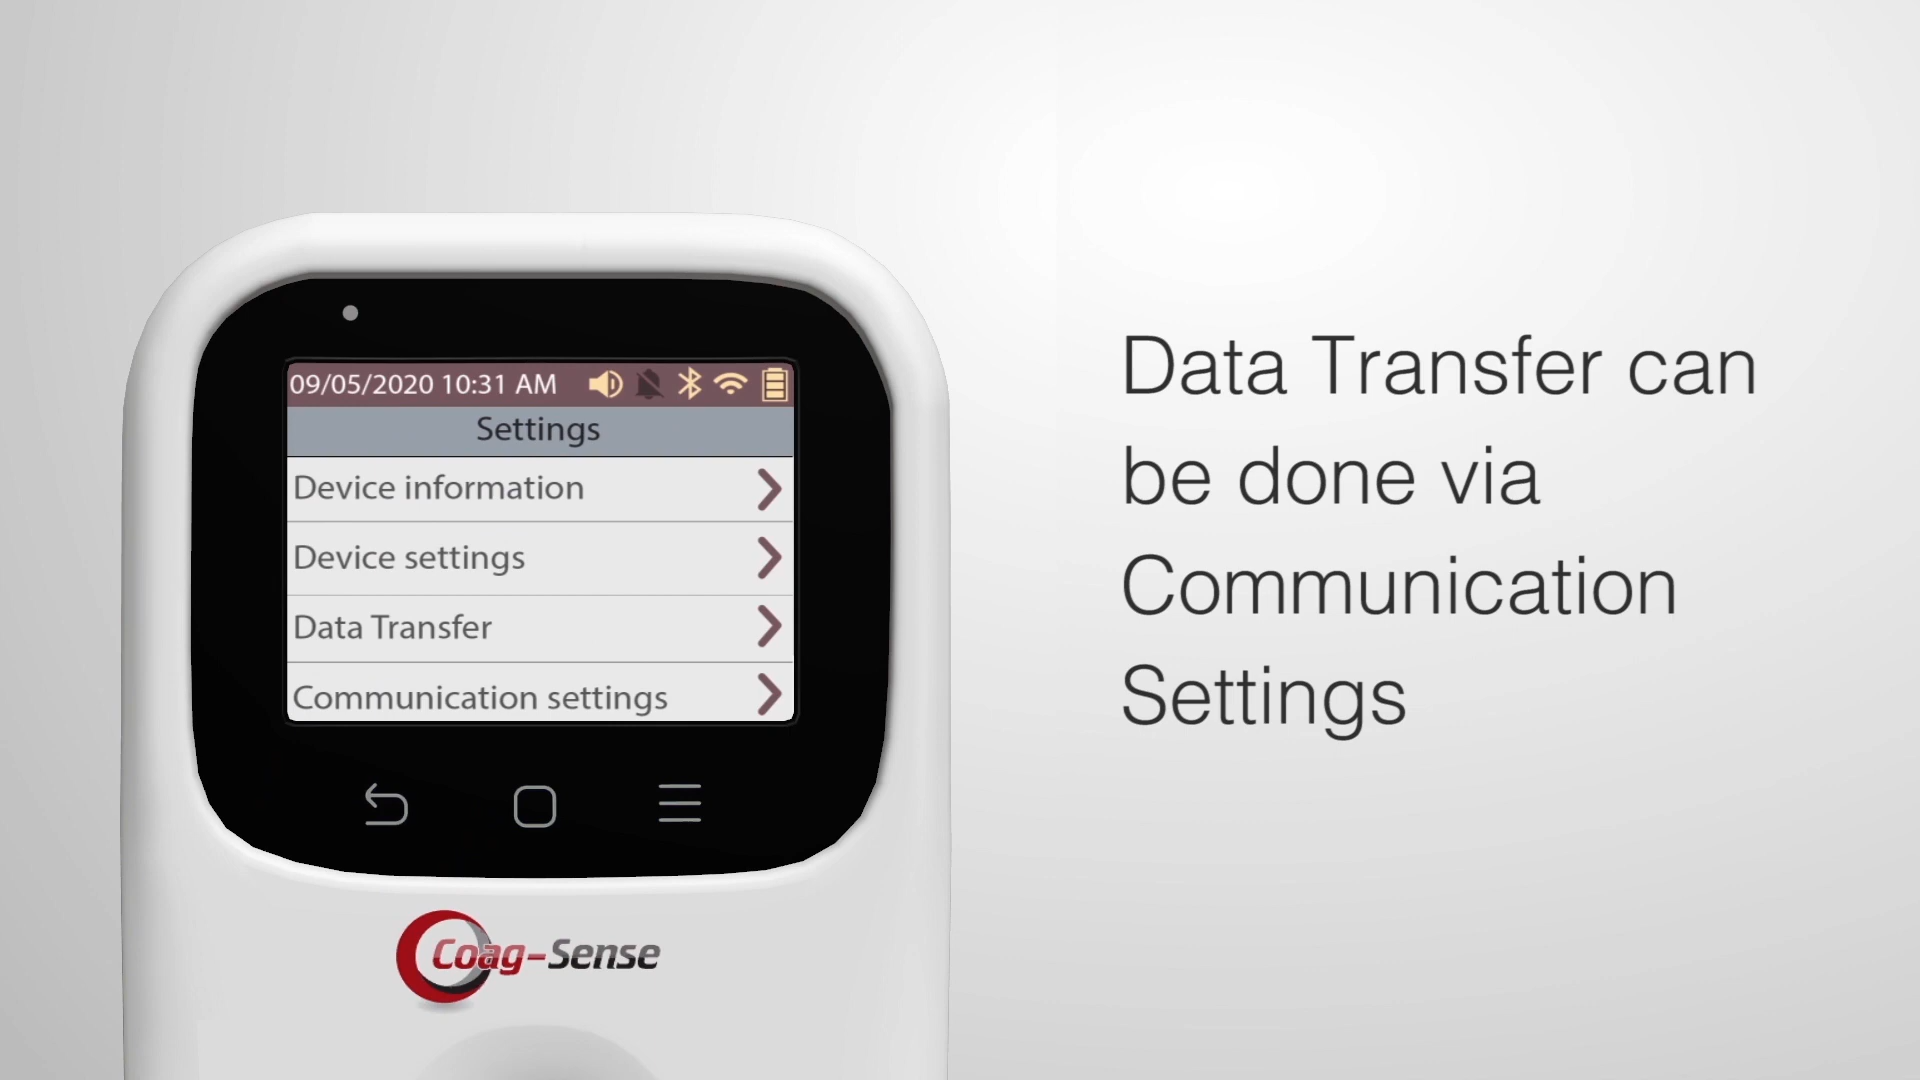 09/05/2020 10:31 AM
Settings
Device information
Device settings
Data Transfer
Communication settings
Coag-Sense
Data Transfer can
be done via
Communication
Settings